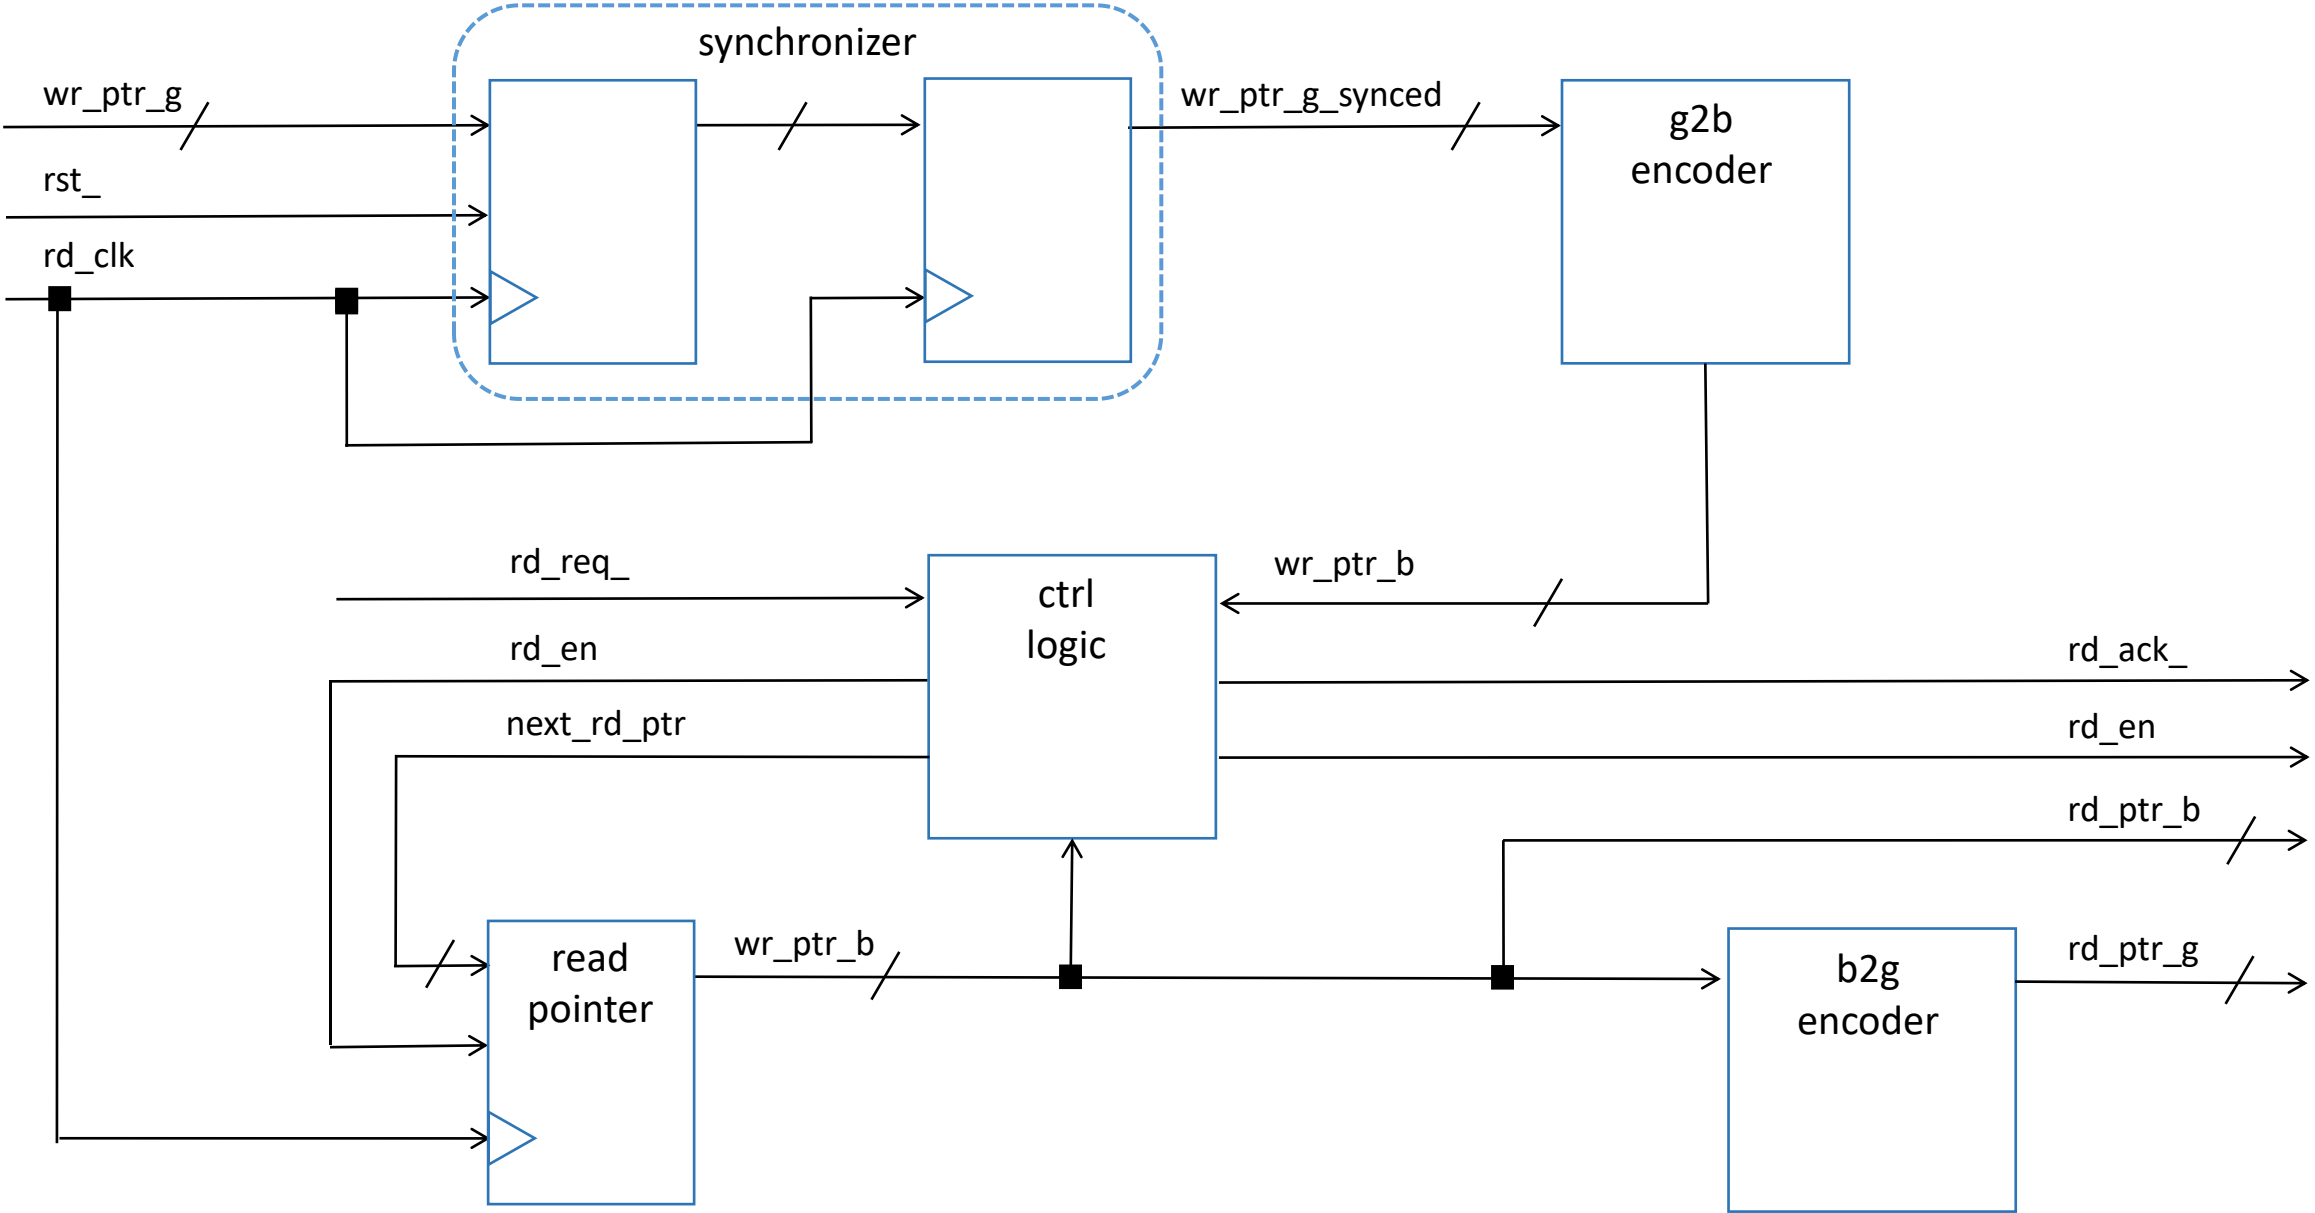 synchronizer
wr_ptr_g
wr_ptr_g_synced
g2b
encoder
rst_
rd_clk
rd_req_
wr_ptr_b
ctrl
logic
rd_en
rd_ack_
next_rd_ptr
rd_en
rd_ptr_b
read
pointer
wr_ptr_b
b2g
encoder
rd_ptr_g